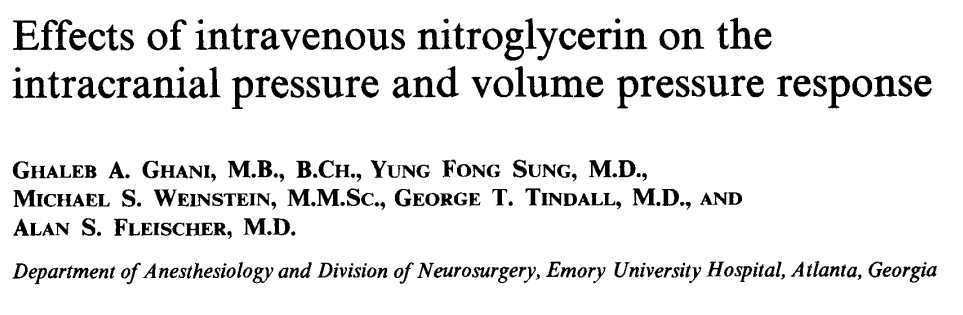 Effects of intravenous nitroglycerin on the
intracranial pressure and volume pressure response
GHALEB A. GHANI, M.B., B.CH., YUNG FONG SUNG, M.D.,
MICHAEL S. WEINSTEIN, M.M.SC., GEORGE T. TINDALL, M.D., AND
ALAN S. FLEISCHER, M.D.
Department of Anesthesiology and Division of Neurosurgery, Emory University Hospital, Atlanta, Georgia